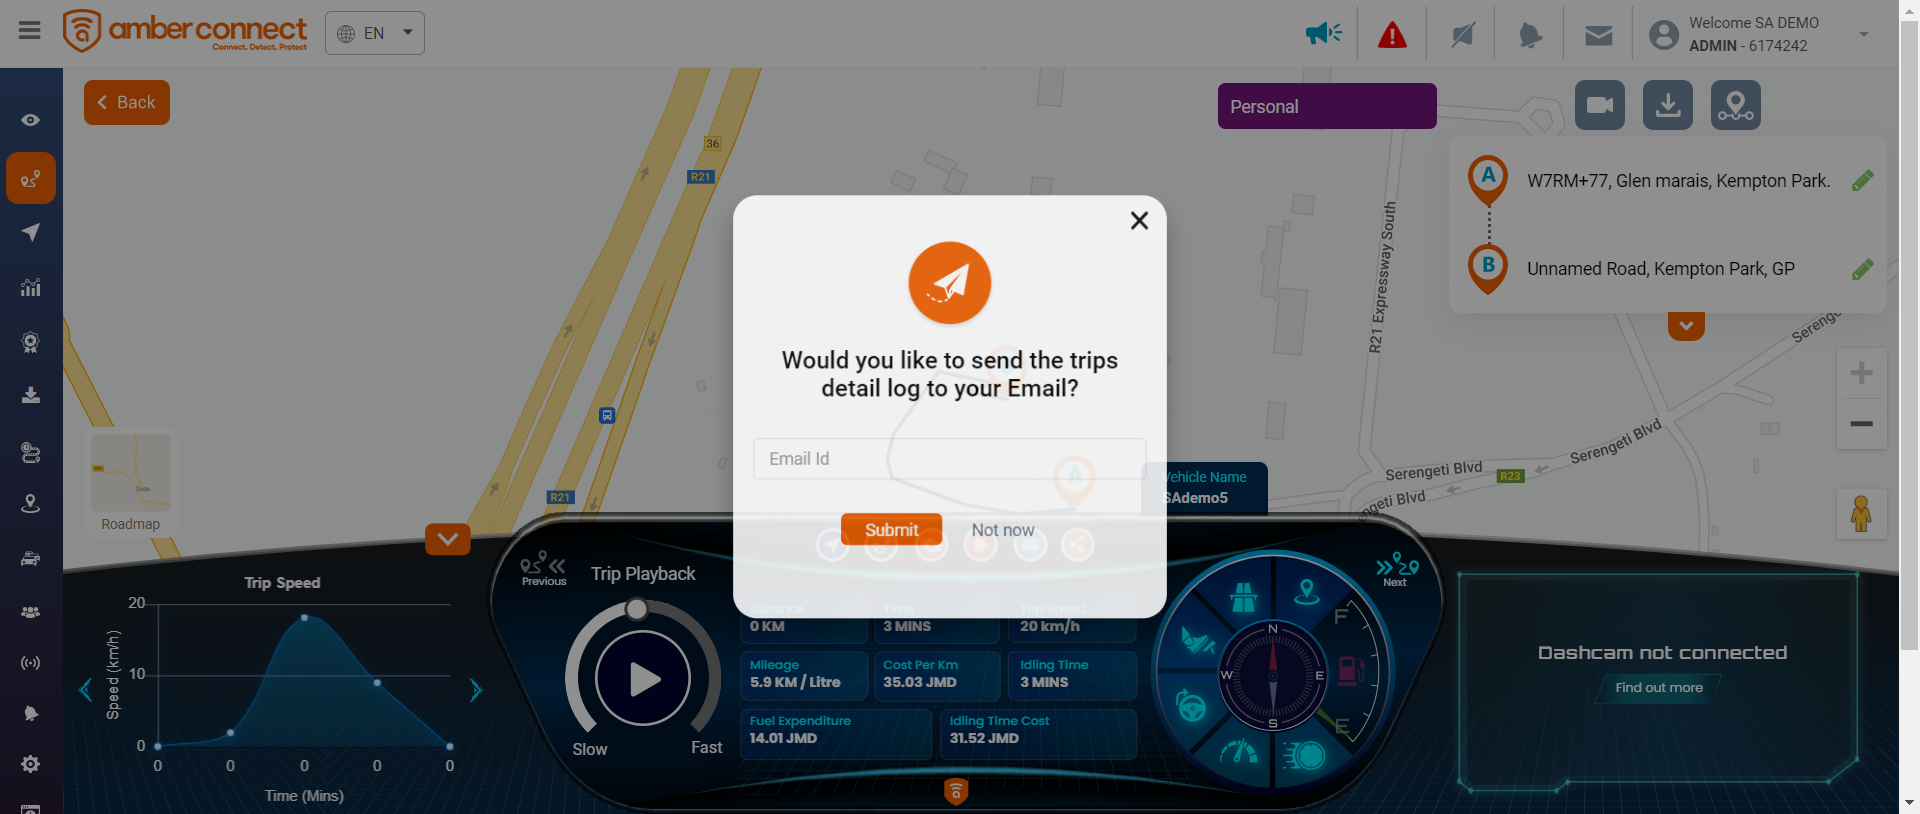 amber connect
Connect. Detect. Protect
EN
Welcome SA DEMO
ADMIN - 6174242
Back
Personal
36
R21
A
W7RM+77, Glen marais, Kempton Park.
B
Unnamed Road, Kempton Park, GP
R21 Expressway South
Serenge
Would you like to send the trips
detail log to your Email?
Email Id
Submit
Not now
A
Vehicle Name
SAdemo5
Serengeti Blvd
Serengeti Blvd
R23
engeti Blvd
R21
Roadmap
Trip Speed
20
10
0
Speed (km/h)
0
0
0
0
0
Time (Mins)
Previous
Trip Playback
Slow
Fast
Distance
0 KM
Time
3 MINS
Top Speed
20 km/h
Mileage
5.9 KM / Litre
Cost Per Km
35.03 JMD
Idling Time
3 MINS
Fuel Expenditure
14.01 JMD
Idling Time Cost
31.52 JMD
Next
N
W
E
S
F
E
Dashcam not connected
Find out more